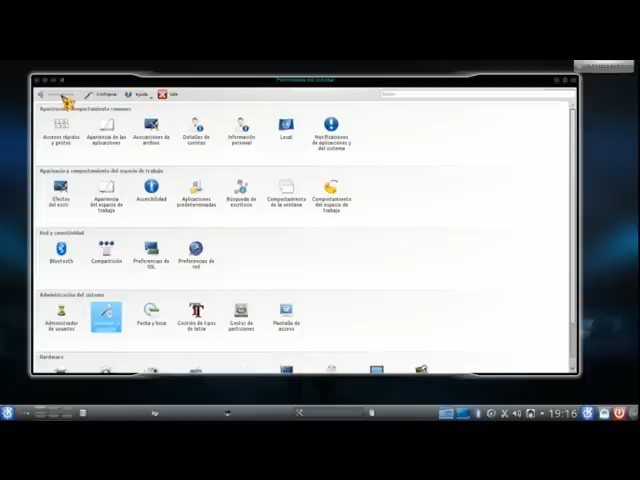 Preferencias del sistema
Configurar Ayuda Salir
Apariencia y comportamiento comunes
Accesos rápidos y gestos
Apariencia de las aplicaciones
Asociaciones de archivo
Detalles de cuentas
Información personal
Local
Notificaciones de aplicaciones y del sistema
Apariencia y comportamiento del espacio de trabajo
Efectos del escri
Apariencia del espacio de trabajo
Accesibilidad
Aplicaciones predeterminadas
Búsqueda de escritorio
Comportamiento de la ventana
Comportamiento del espacio de trabajo
Red y conectividad
Bluetooth
Compartición
Preferencias de SSL
Preferencias de red
Administración del sistema
Administrador de usuarios
Fecha y hora
Gestión de tipos de letra
Gestor de particiones
Pantalla de acceso
Hardware
19:16